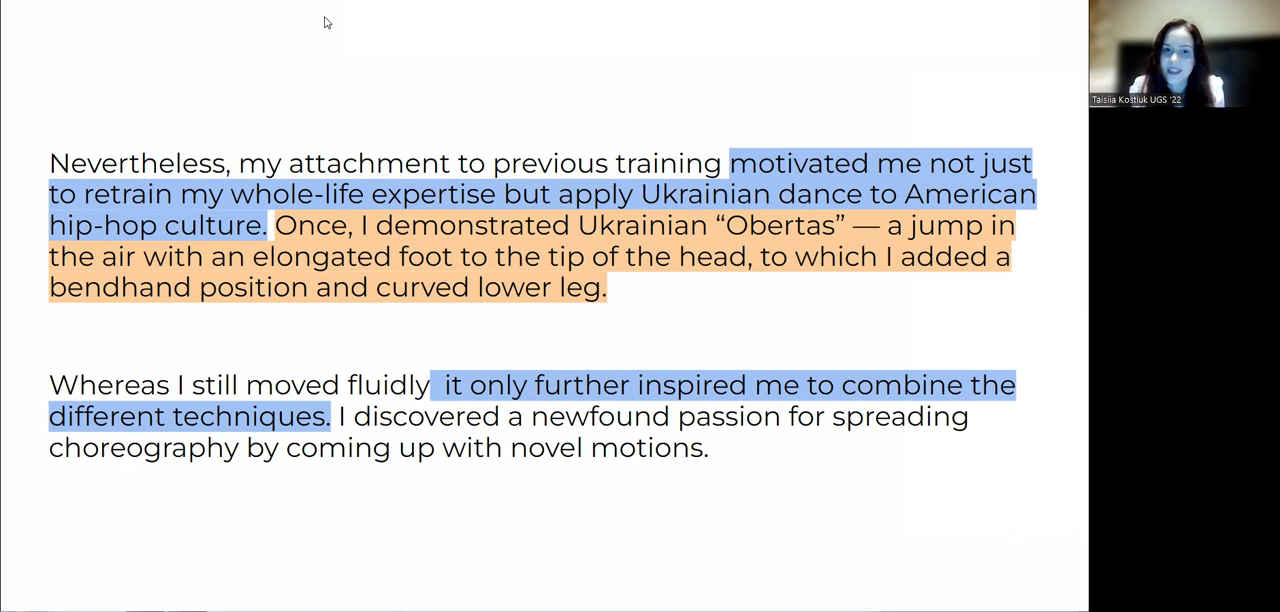 Nevertheless, my attachment to previous training motivated me not just
to retrain my whole-life expertise but apply Ukrainian dance to American
hip-hop culture. Once, I demonstrated Ukrainian “Obertas” — a jump in
the air with an elongated foot to the tip of the head, to which I added a
bendhand position and curved lower leg.
Whereas I still moved fluidly it only further inspired me to combine the
different techniques. I discovered a newfound passion for spreading
choreography by coming up with novel motions.
Taisiia Kostiuk UGS '22